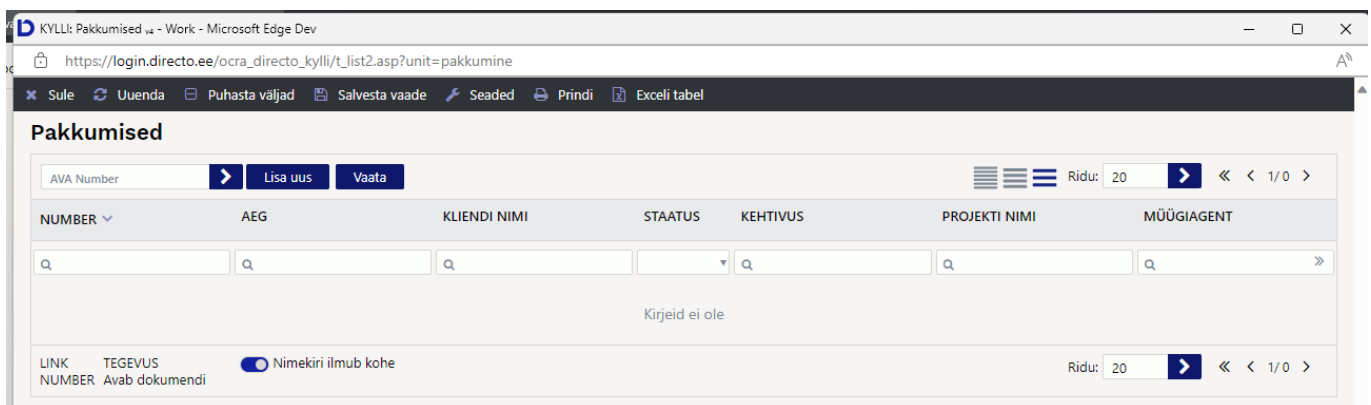 KYLLI: Pakkumised v4 - Work - Microsoft Edge Dev
https://login.directo.ee/ocra_directo_kylli/t_list2.asp?unit=pakkumine
Sule Uuenda Puhasta väljad Salvesta vaade Seaded Prindi Exceli tabel
Pakkumised
AVA Number Lisa uus Vaata Ridu: 20 1/0
NUMBER AEG KLIENDI NIMI STAATUS KEHTIVUS PROJEKTI NIMI MÜÜGIAGENT
Kirjeid ei ole
LINK TEGEVUS Nimekiri ilmub kohe
NUMBER Avab dokumendi Ridu: 20 1/0